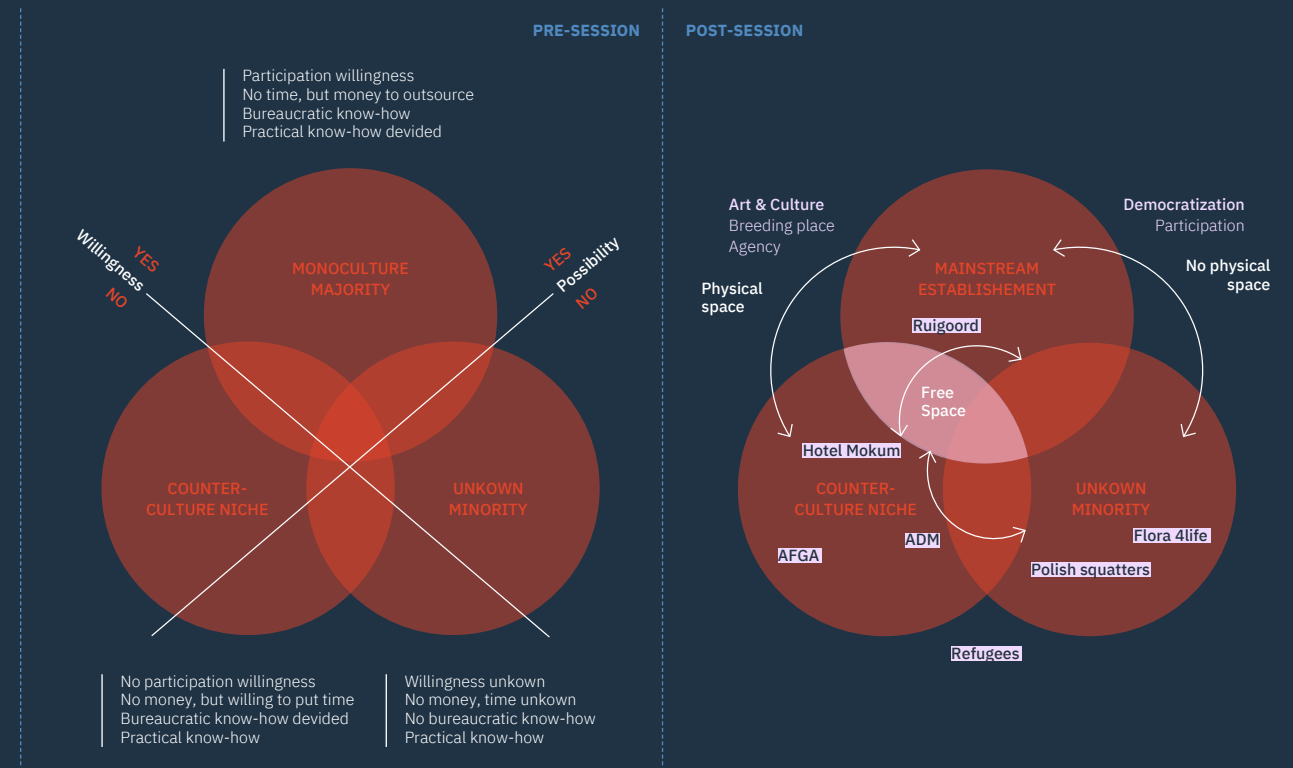 PRE-SESSION
Participation willingness
No time, but money to outsource
Bureaucratic know-how
Practical know-how devided
Willingness
YES
NO
YES
Possibility
NO
MONOCULTURE
MAJORITY
COUNTER-
CULTURE NICHE
UNKOWN
MINORITY
No participation willingness
No money, but willing to put time
Bureaucratic know-how devided
Practical know-how
Willingness unkown
No money, time unkown
No bureaucratic know-how
Practical know-how
POST-SESSION
Art & Culture
Breeding place
Agency
Physical
space
Democratization
Participation
No physical
space
MAINSTREAM
ESTABLISHEMENT
Ruigoord
Free
Space
Hotel Mokum
COUNTER-
CULTURE NICHE
UNKOWN
MINORITY
ADM
AFGA
Flora 4life
Polish squatters
Refugees